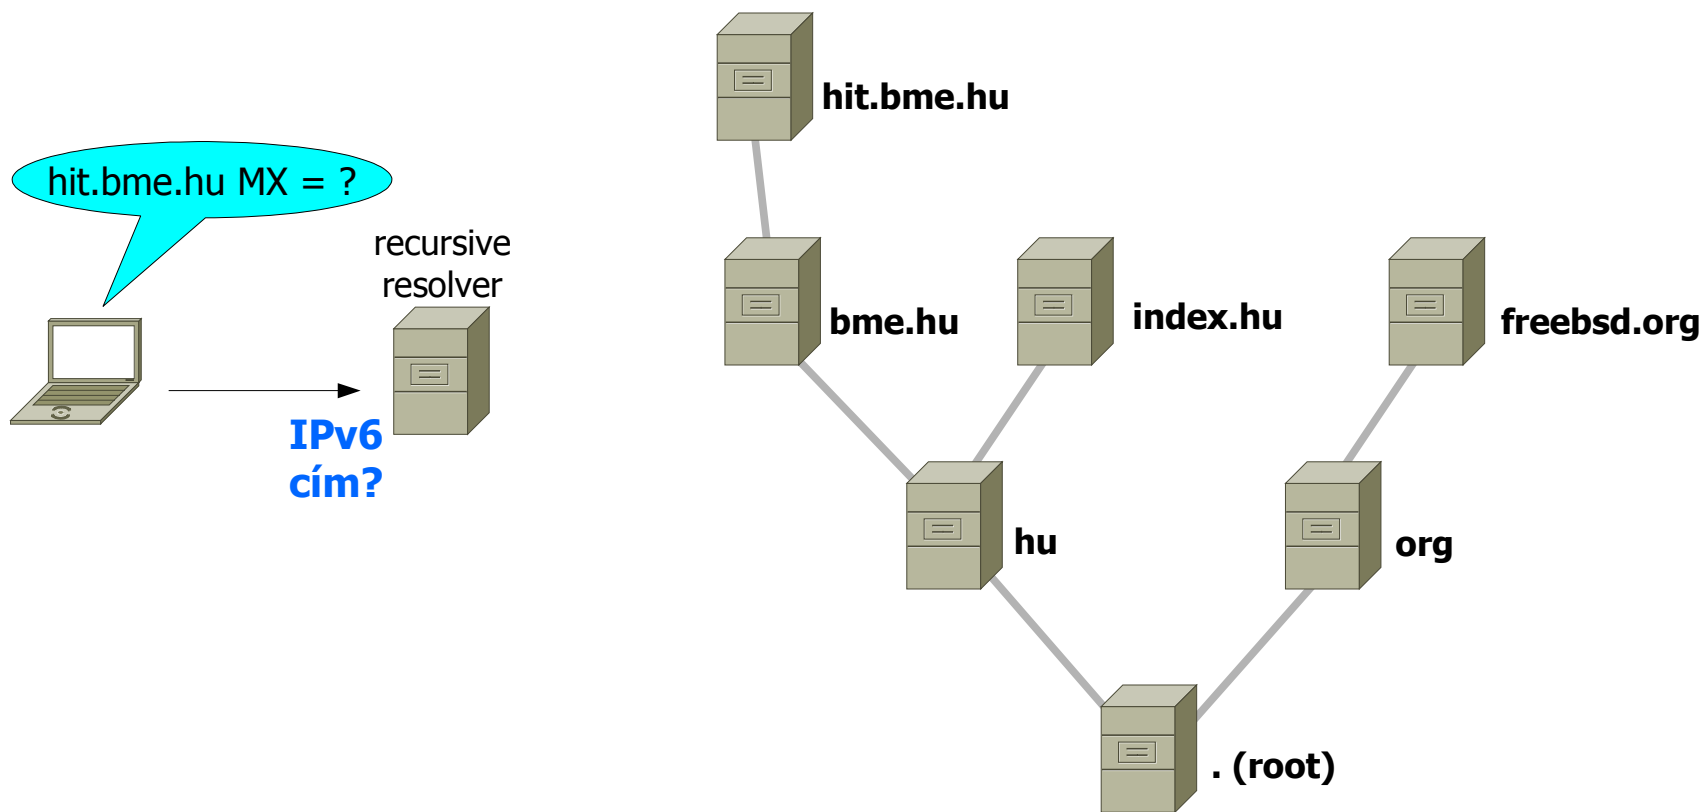 hit.bme.hu
hit.bme.hu MX = ?
recursive
resolver
bme.hu
index.hu
freebsd.org
IPv6
cím?
hu
org
. (root)